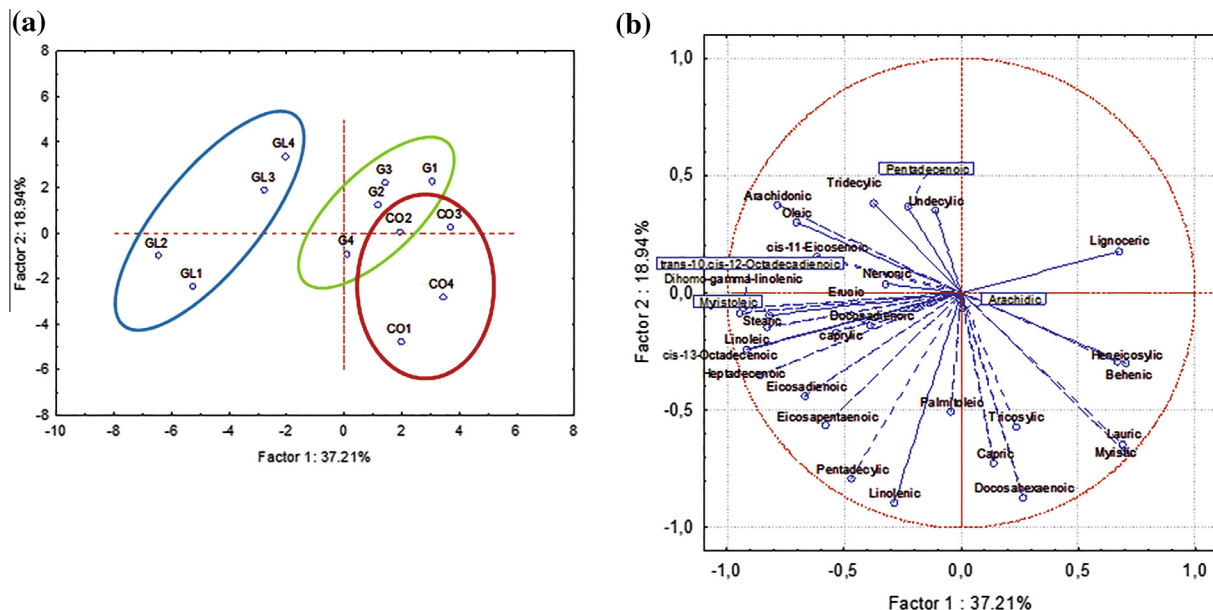 (a)
8
6
4
2
0
-2
-4
-6
-8
Factor 2: 18.94%
GL4
GL3
GL2
GL1
G3
G1
G2
CO2
CO3
G4
CO4
CO1
-10
-8
-6
-4
-2
0
2
4
6
8
Factor 1: 37.21%
(b)
1,0
0,5
0,0
-0,5
-1,0
Factor 2 : 18.94%
Pentadecenoic
Tridecylic
Arachidonic
Undecylic
Oleic
cis-11-Eicosenoic
Lignoceric
trans-10,cis-12-Octadecadienoic
Nervonic
Dihomo-gamma-linolenic
Erucic
Arachidic
Myristoleic
Docosadienoic
Stearic
caprylic
Linoleic
cis-13-Octadecenoic
Heneicosylic
Behenic
Heptadecenoic
Eicosadienoic
Palmitoleic
Eicosapentaenoic
Tricosylic
Lauric
Capric
Myristic
Pentadecylic
Linolenic
Docosahexaenoic
-1,0
-0,5
0,0
0,5
1,0
Factor 1 : 37.21%